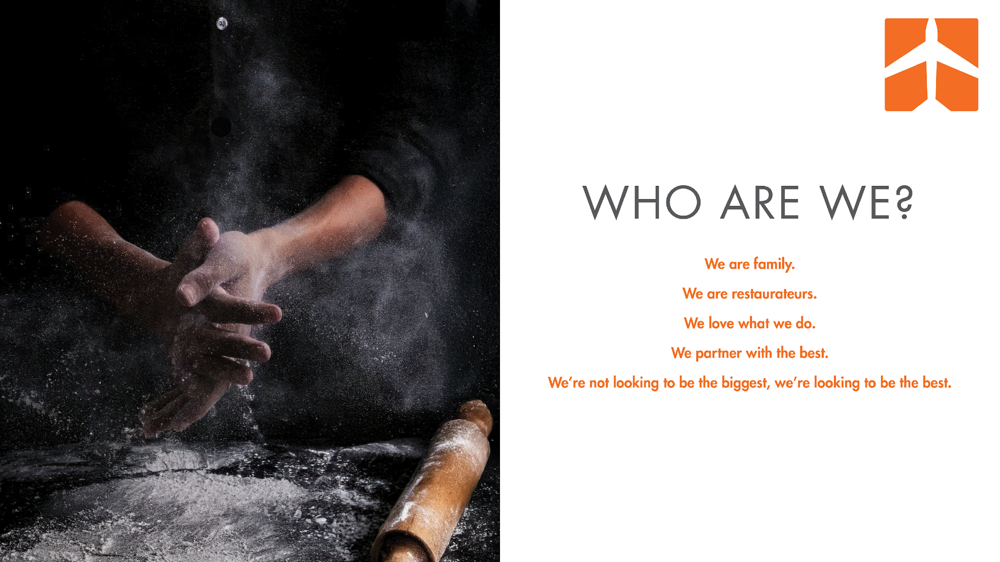 WHO ARE WE?
We are family.
We are restaurateurs.
We love what we do.
We partner with the best.
We’re not looking to be the biggest, we’re looking to be the best.